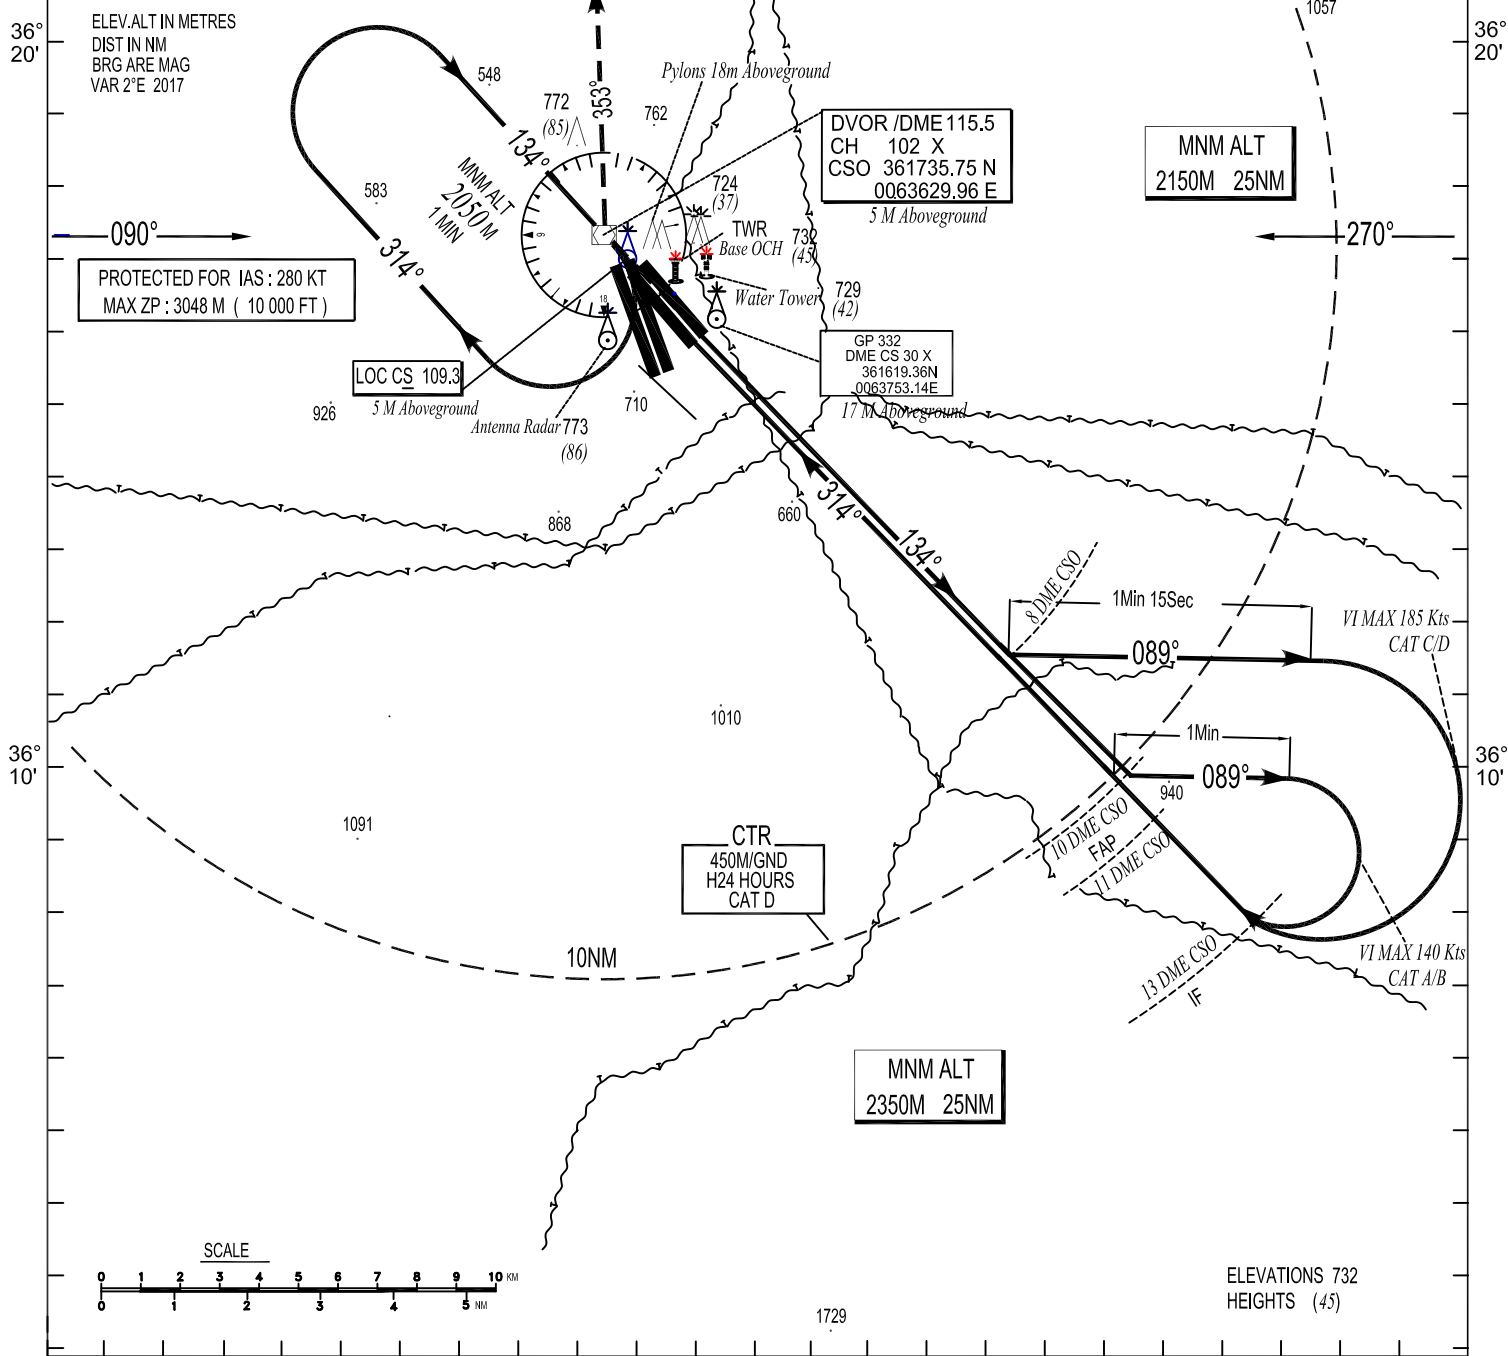 1057
36°
20'
ELEV.ALT IN METRES
DIST IN NM
BRG ARE MAG
VAR 2°E 2017
36°
20'
548
Pylons 18m Aboveground
353°
772
(85)
762
DVOR /DME 115.5
CH 102 X
CSO 361735.75 N
0063629.96 E
5 M Aboveground
MNM ALT
2150M 25NM
134°
MNM ALT
2050M
1 MIN
583
724
(37)
TWR
Base OCH
732
(45)
090°
9
270°
314°
PROTECTED FOR IAS : 280 KT
MAX ZP : 3048 M ( 10 000 FT )
Water Tower
729
(42)
18
GP 332
DME CS 30 X
361619.36N
0063753.14E
17 M Aboveground
LOC CS 109.3
5 M Aboveground
926
710
Antenna Radar 773
(86)
868
660
314°
134°
8 DME CSO
1Min 15Sec
VI MAX 185 Kts
CAT C/D
089°
1010
1Min
36°
10'
36°
10'
089°
940
1091
10 DME CSO
FAP
11 DME CSO
CTR
450M/GND
H24 HOURS
CAT D
10NM
VI MAX 140 Kts
CAT A/B
13 DME CSO
IF
MNM ALT
2350M 25NM
SCALE
0 1 2 3 4 5 6 7 8 9 10 KM
0 1 2 3 4 5 NM
ELEVATIONS 732
HEIGHTS (45)
1729